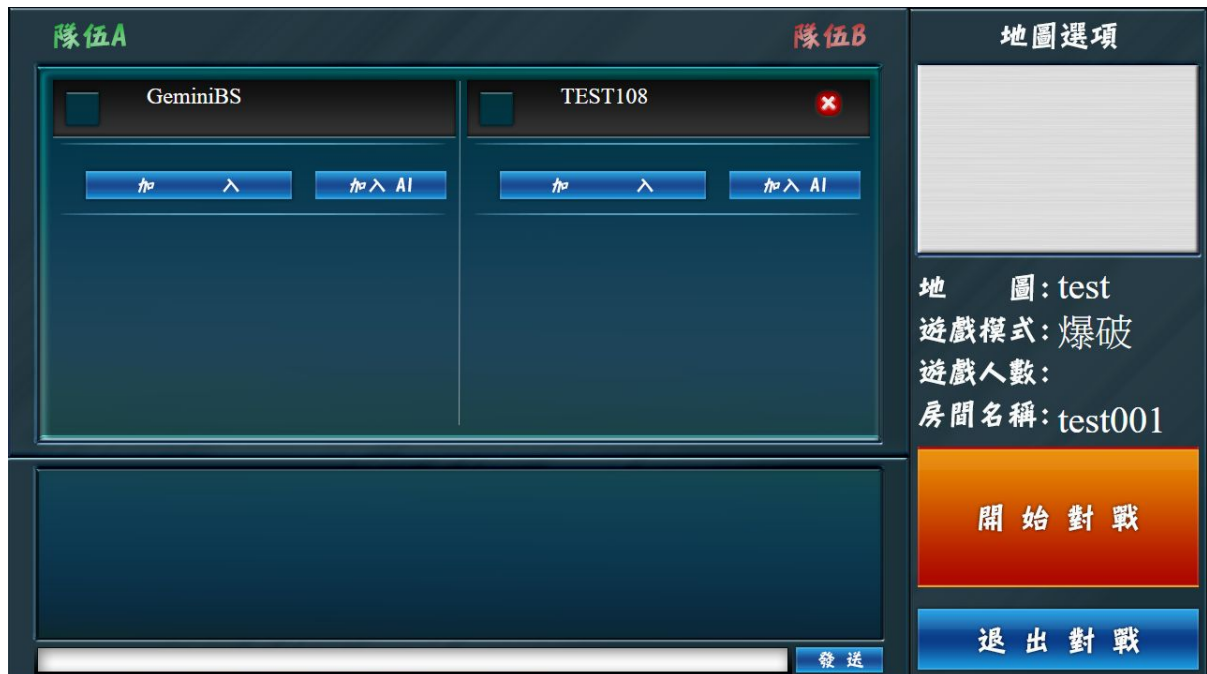 隊伍A
隊伍B
GeminiBS
TEST108
加入
加入 AI
加入
加入 AI
發送
地圖選項
地圖:test
遊戲模式:爆破
遊戲人數:
房間名稱:test001
開始對戰
退出對戰